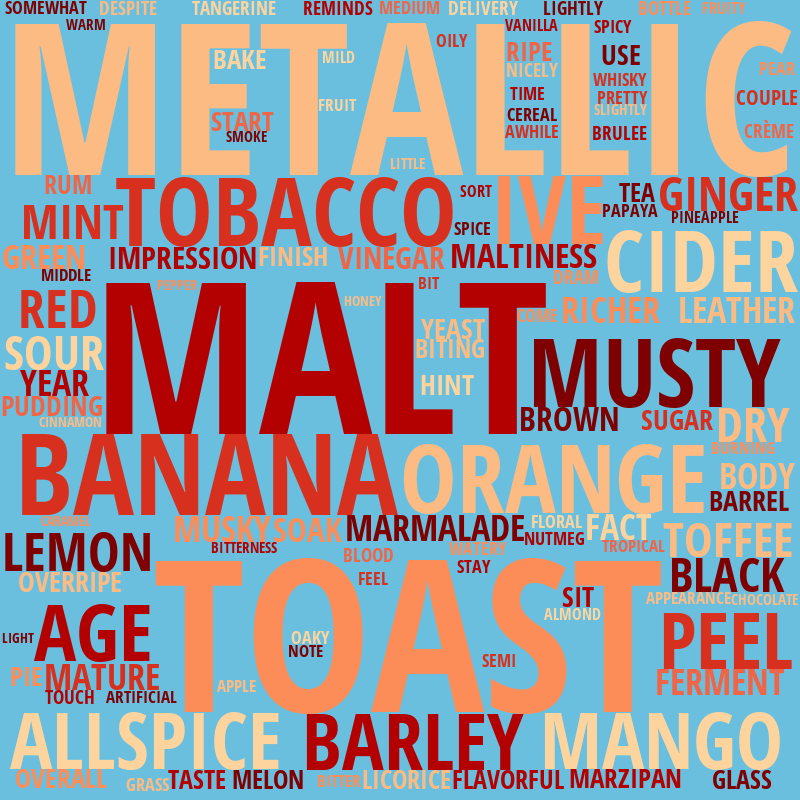 SOMEWHAT DESPITE TANGERINE REMINDS MEDIUM DELIVERY LIGHTLY BOTTLE FRUITY
WARM VANILLA SPICY
METALLIC
OILY RIPE USE
BAKE MILD NICELY PEAR
WHISKY
TIME PRETTY COUPLE
FRUIT SLIGHTLY
START CEREAL
SMOKE AWHILE BRULEE CRÈME
LITTLE
RUM TOBACCO SORT IVE TEA GINGER
MINT PAPAYA PINEAPPLE
SPICE
GREEN IMPRESSION FINISH VINEGAR MALTINESS CIDER
MIDDLE DRAM
PEPPER BIT
RED MALT HONEY COME RICHER LEATHER
YEAST
SOUR BITING
YEAR HINT MUSTY
PUDDING
CINNAMON BROWN SUGAR DRY
BANANA ORANGE BURNING
BODY
BARREL
CARAMEL MUSKY SOAK MARMALADE FLORAL FACT
NUTMEG TOFFEE
LEMON BITTERNESS BLOOD WATERY TROPICAL
OVERRIPE TOAST FEEL STAY BLACK
SIT APPEARANCE CHOCOLATE
ALMOND
LIGHT AGE OAKY PEEL
NOTE SEMI
PIE MATURE APPLE FERMENT
TOUCH ARTIFICIAL
ALLSPICE BARLEY MANGO
OVERALL GRASS TASTE MELON BITTER LICORICE FLAVORFUL MARZIPAN GLASS